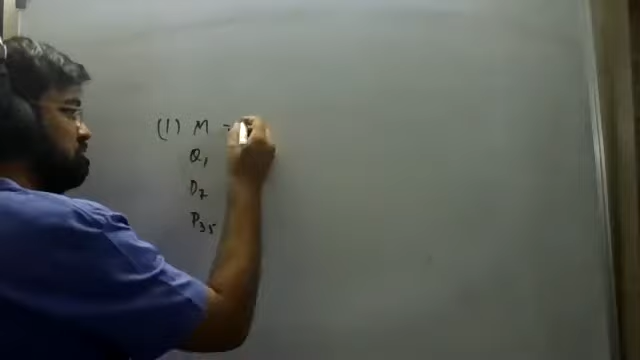 (1) M -
Q₁
D₇
P₃₅